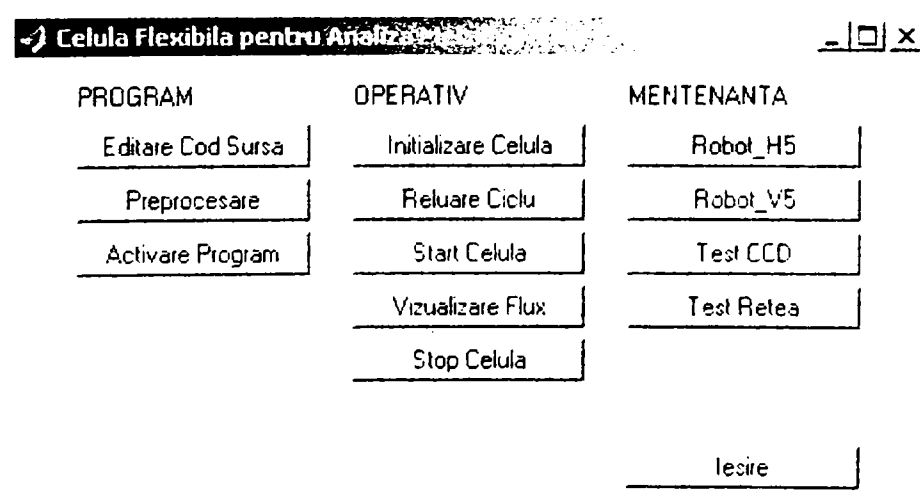 Celula Flexibila pentru Analiza
PROGRAM
Editare Cod Sursa
Preprocesare
Activare Program
OPERATIV
Initializare Celula
Reluare Ciclu
Start Celula
Vizualizare Flux
Stop Celula
MENTENANTA
Robot_H5
Robot_V5
Test CCD
Test Retea
Iesire